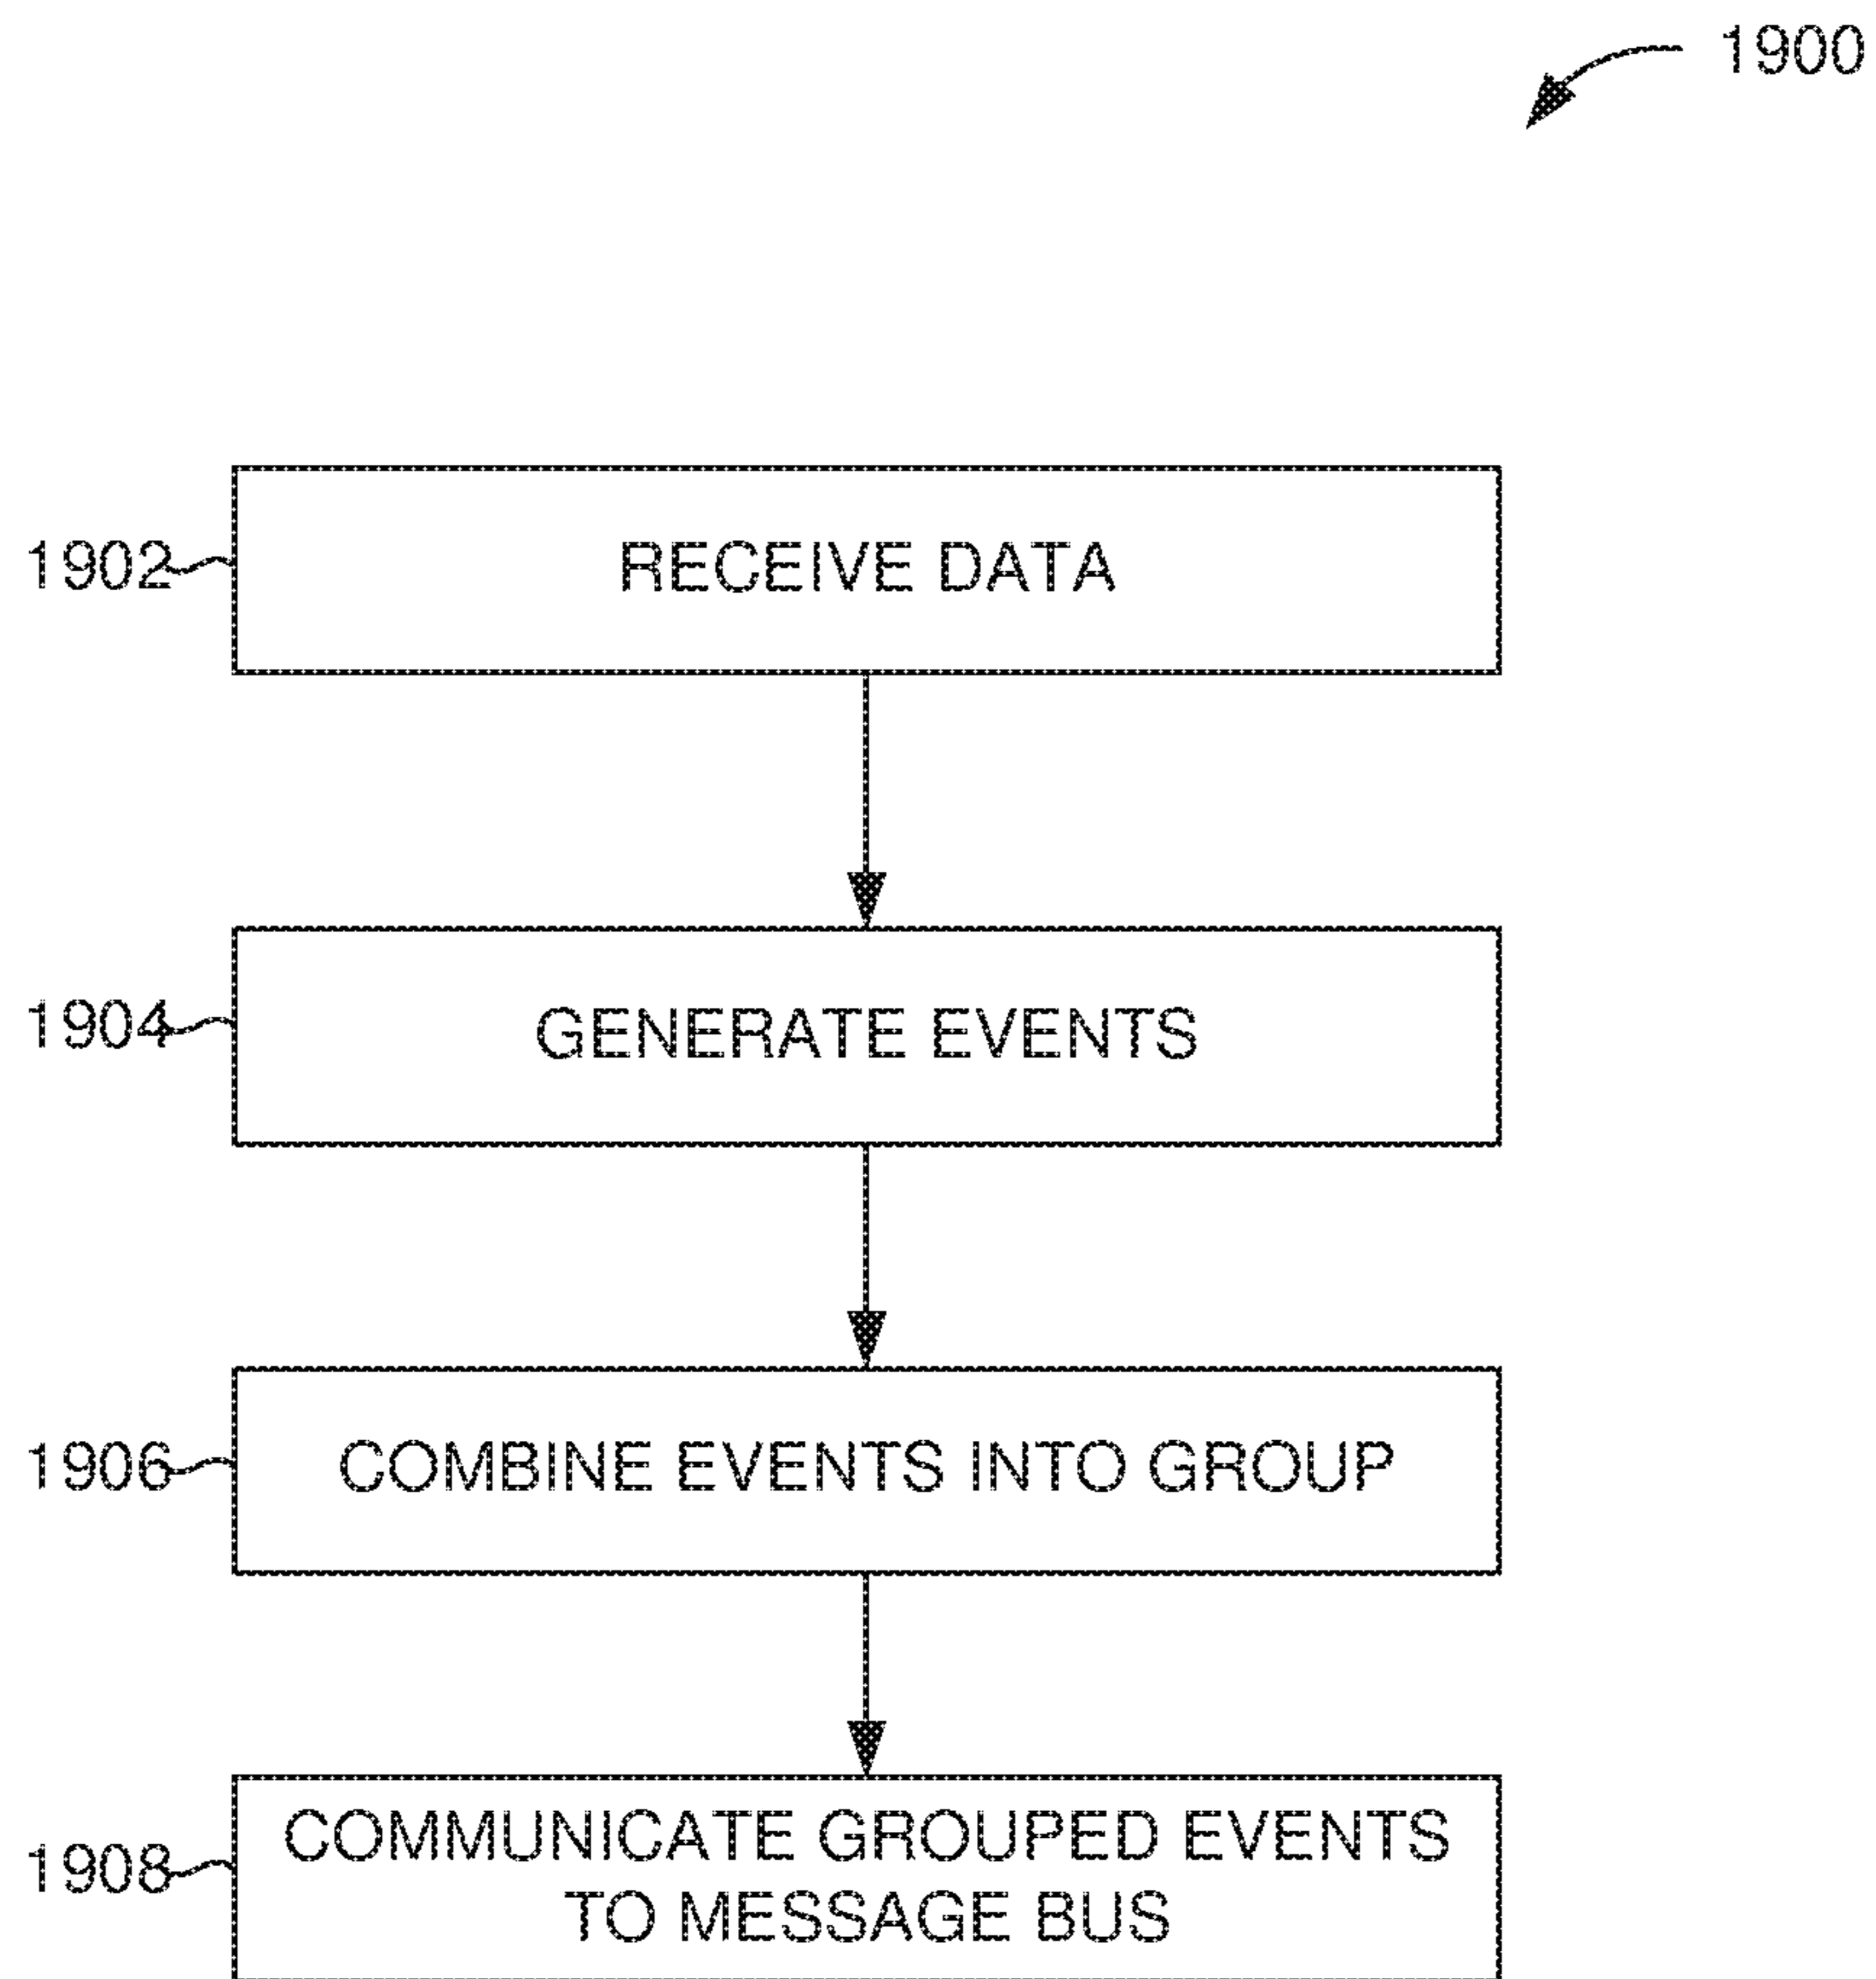 1900
1902
RECEIVE DATA
1904
GENERATE EVENTS
1906
COMBINE EVENTS INTO GROUP
1908
COMMUNICATE GROUPED EVENTS
TO MESSAGE BUS